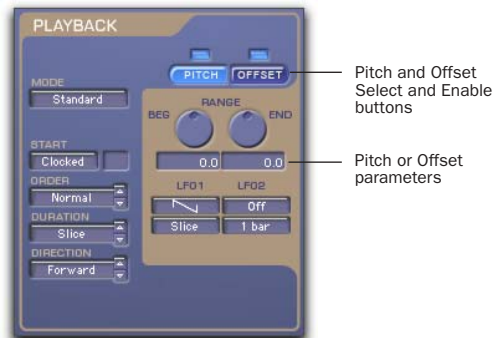 PLAYBACK
PITCH OFFSET
MODE
Standard
RANGE
BEG END
START
Clocked
0.0 0.0
ORDER
Normal
LFO1 LFO2
Off
DURATION
Slice
Slice 1 bar
DIRECTION
Forward
Pitch and Offset
Select and Enable
buttons
Pitch or Offset
parameters